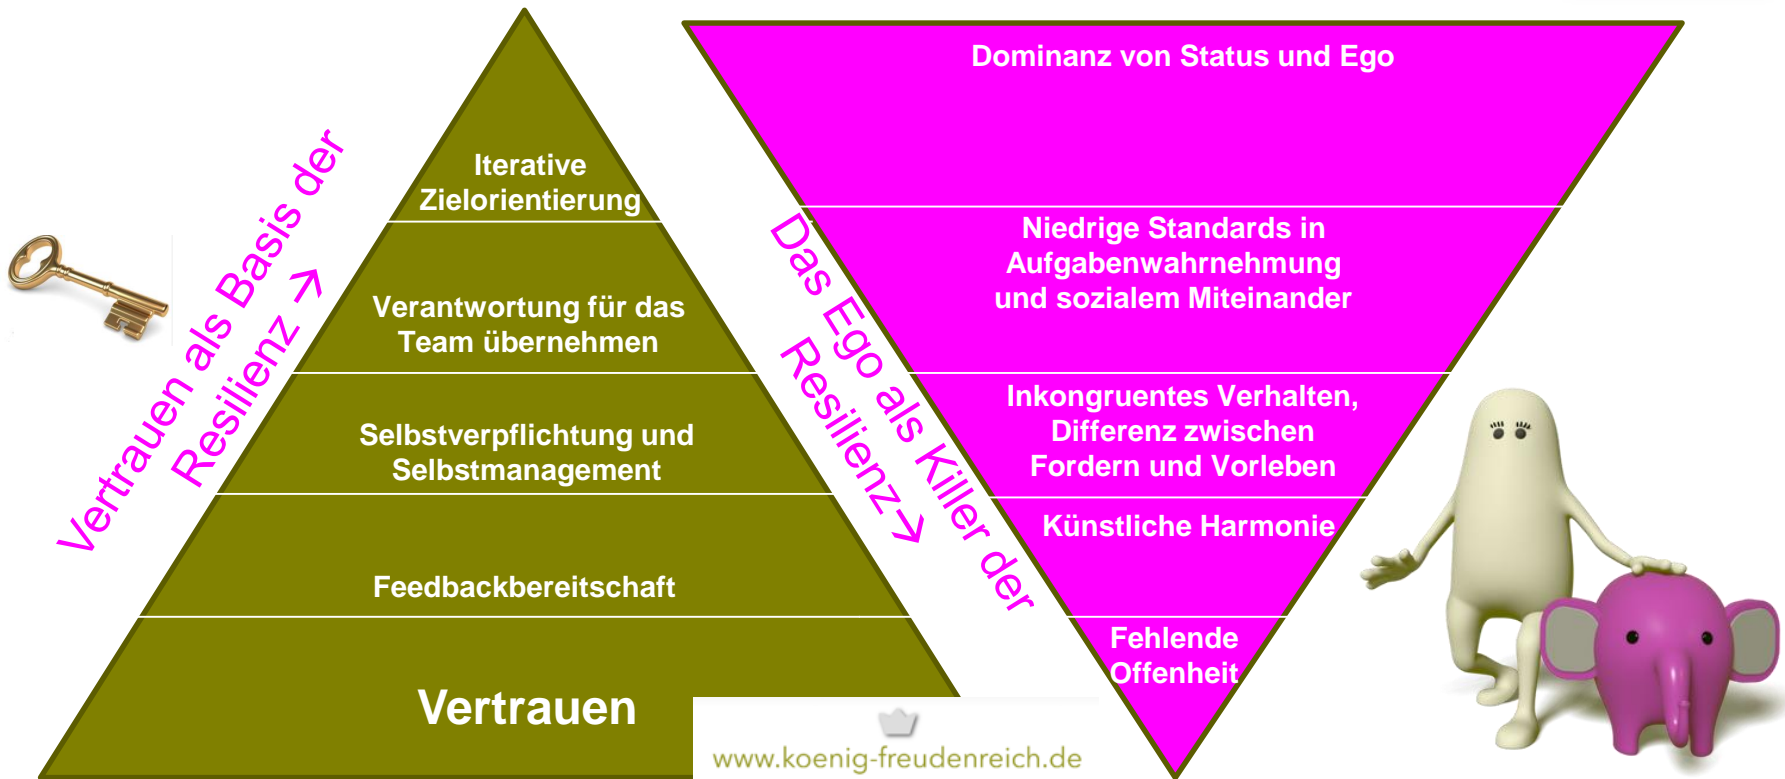 Vertrauen als Basis der
Resilienz →
Iterative
Zielorientierung
Verantwortung für das
Team übernehmen
Selbstverpflichtung und
Selbstmanagement
Feedbackbereitschaft
Vertrauen
Das Ego als Killer der
Resilienz→
Dominanz von Status und Ego
Niedrige Standards in
Aufgabenwahrnehmung
und sozialem Miteinander
Inkongruentes Verhalten,
Differenz zwischen
Fordern und Vorleben
Künstliche Harmonie
Fehlende
Offenheit
www.koenig-freudenreich.de